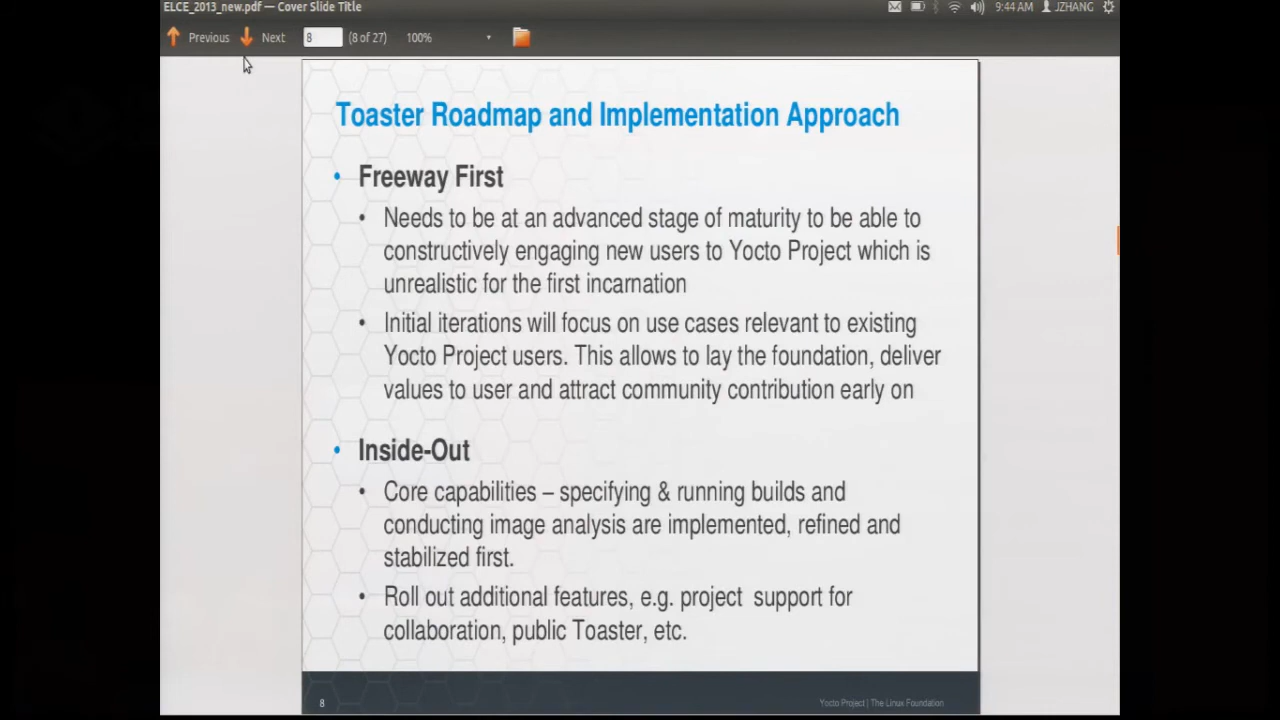 ELCE_2013_new.pdf — Cover Slide Title
9:44 AM JZHANG
Previous Next 8 (8 of 27) 100%
Toaster Roadmap and Implementation Approach
• Freeway First
• Needs to be at an advanced stage of maturity to be able to
constructively engaging new users to Yocto Project which is
unrealistic for the first incarnation
• Initial iterations will focus on use cases relevant to existing
Yocto Project users. This allows to lay the foundation, deliver
values to user and attract community contribution early on
• Inside-Out
• Core capabilities – specifying & running builds and
conducting image analysis are implemented, refined and
stabilized first.
• Roll out additional features, e.g. project support for
collaboration, public Toaster, etc.
8
Yocto Project | The Linux Foundation